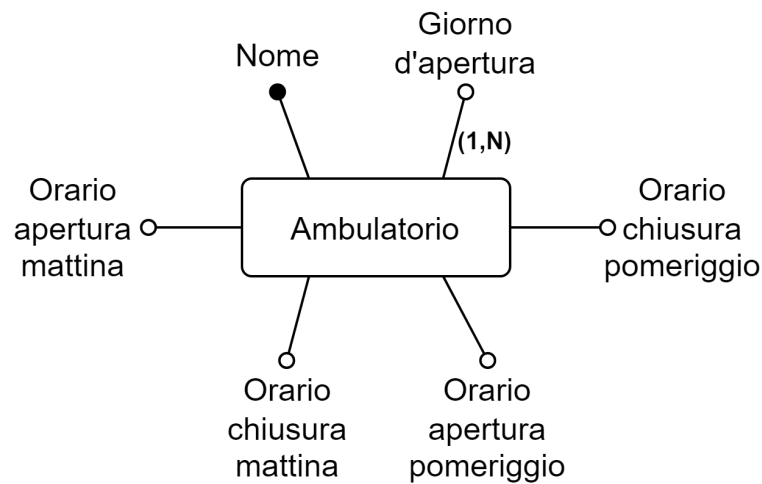 Giorno
d'apertura
Nome
(1,N)
Orario
apertura
mattina
Ambulatorio
Orario
chiusura
pomeriggio
Orario
chiusura
mattina
Orario
apertura
pomeriggio